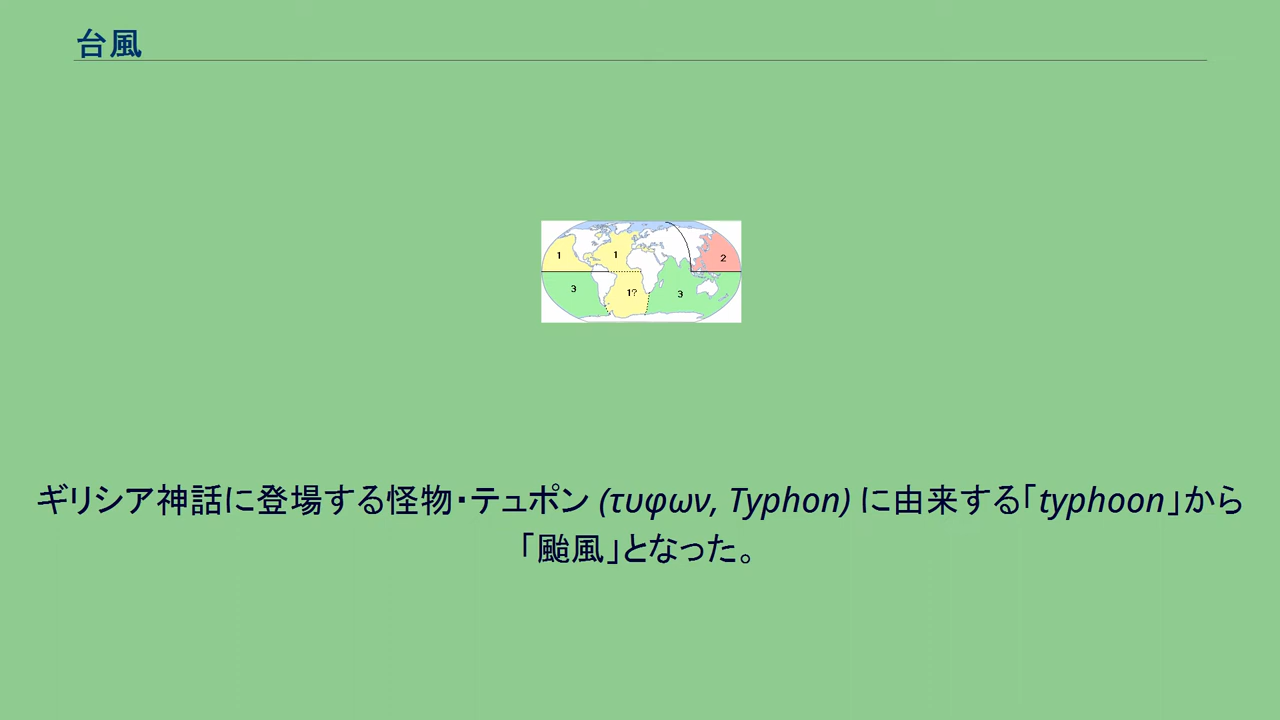 台風
1 1 2
3 1? 3
ギリシア神話に登場する怪物・テュポン (τυφων, Typhon) に由来する「typhoon」から
「颱風」となった。